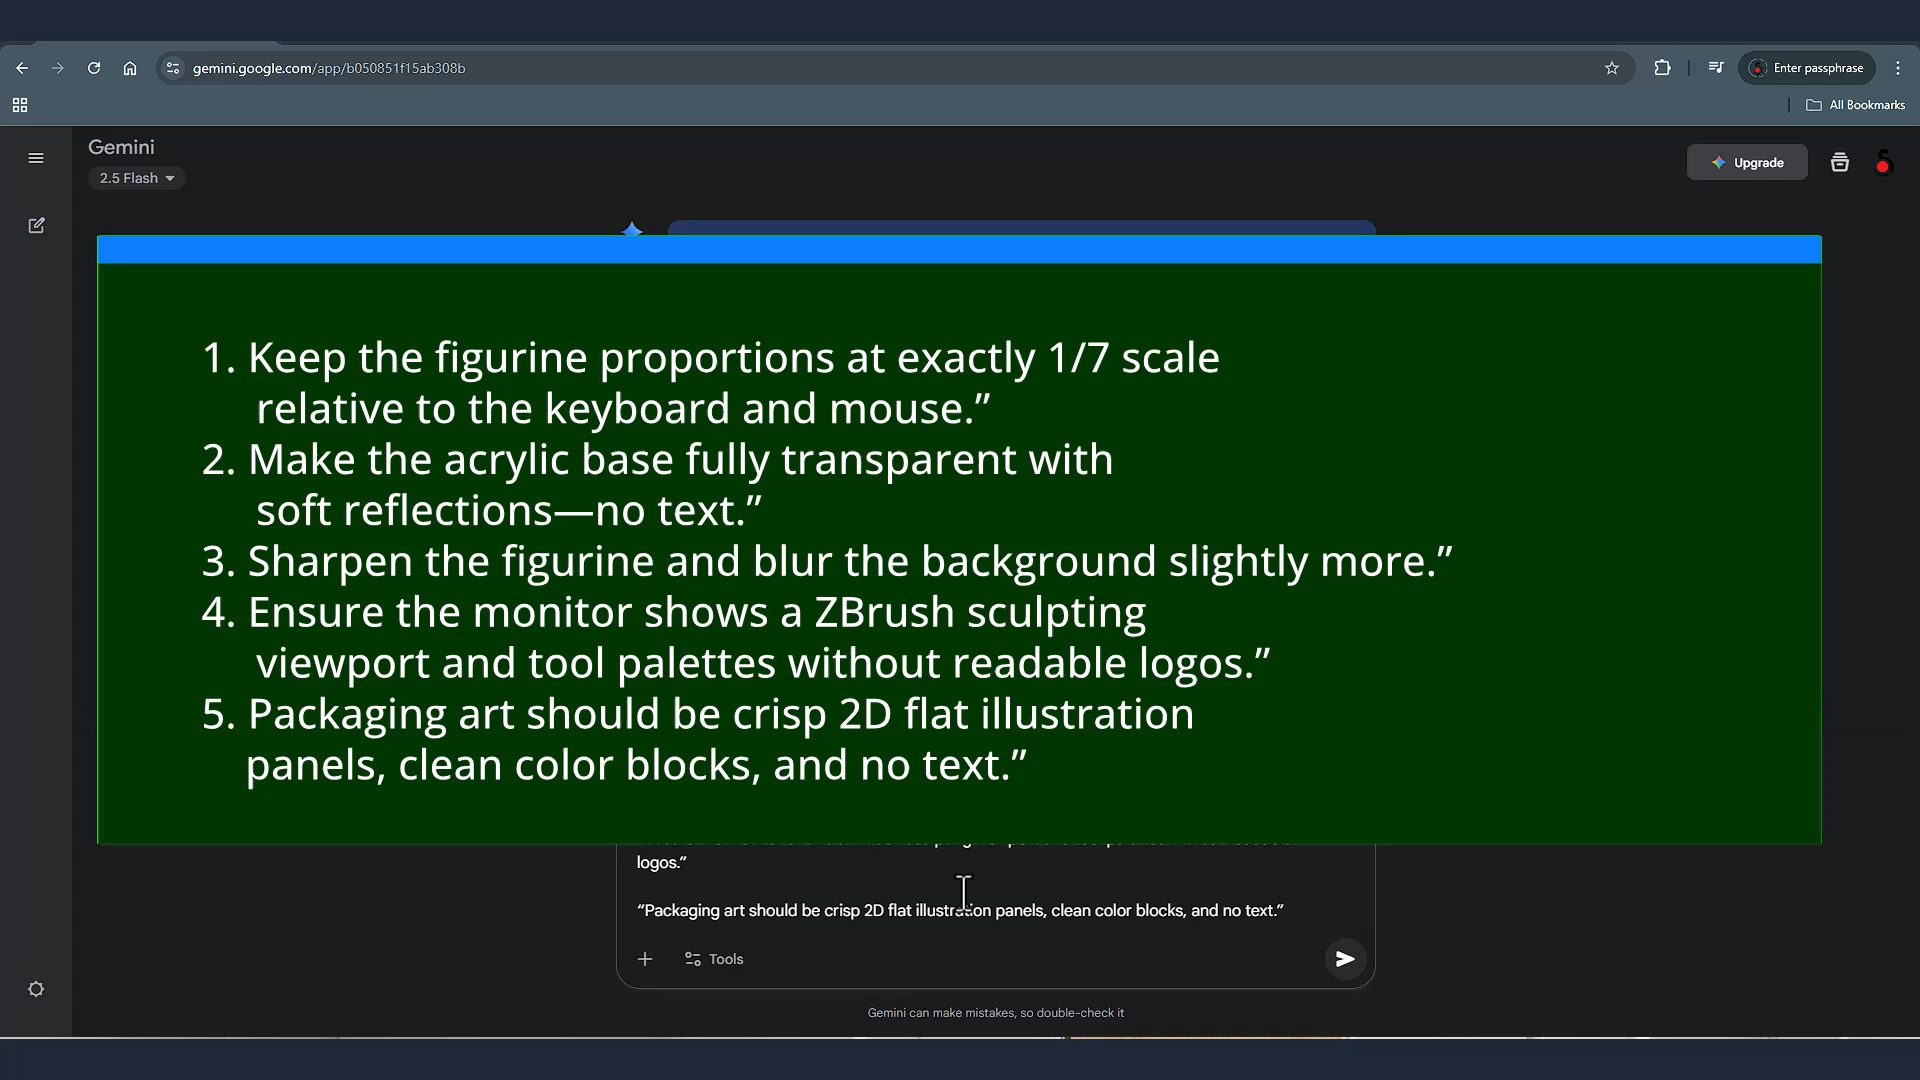 gemini.google.com/app/b050851f15ab308b
Enter passphrase
All Bookmarks
Gemini
2.5 Flash
Upgrade
1. Keep the figurine proportions at exactly 1/7 scale
relative to the keyboard and mouse.”
2. Make the acrylic base fully transparent with
soft reflections—no text.”
3. Sharpen the figurine and blur the background slightly more.”
4. Ensure the monitor shows a ZBrush sculpting
viewport and tool palettes without readable logos.”
5. Packaging art should be crisp 2D flat illustration
panels, clean color blocks, and no text.”
logos.”
“Packaging art should be crisp 2D flat illustration panels, clean color blocks, and no text.”
Tools
Gemini can make mistakes, so double-check it